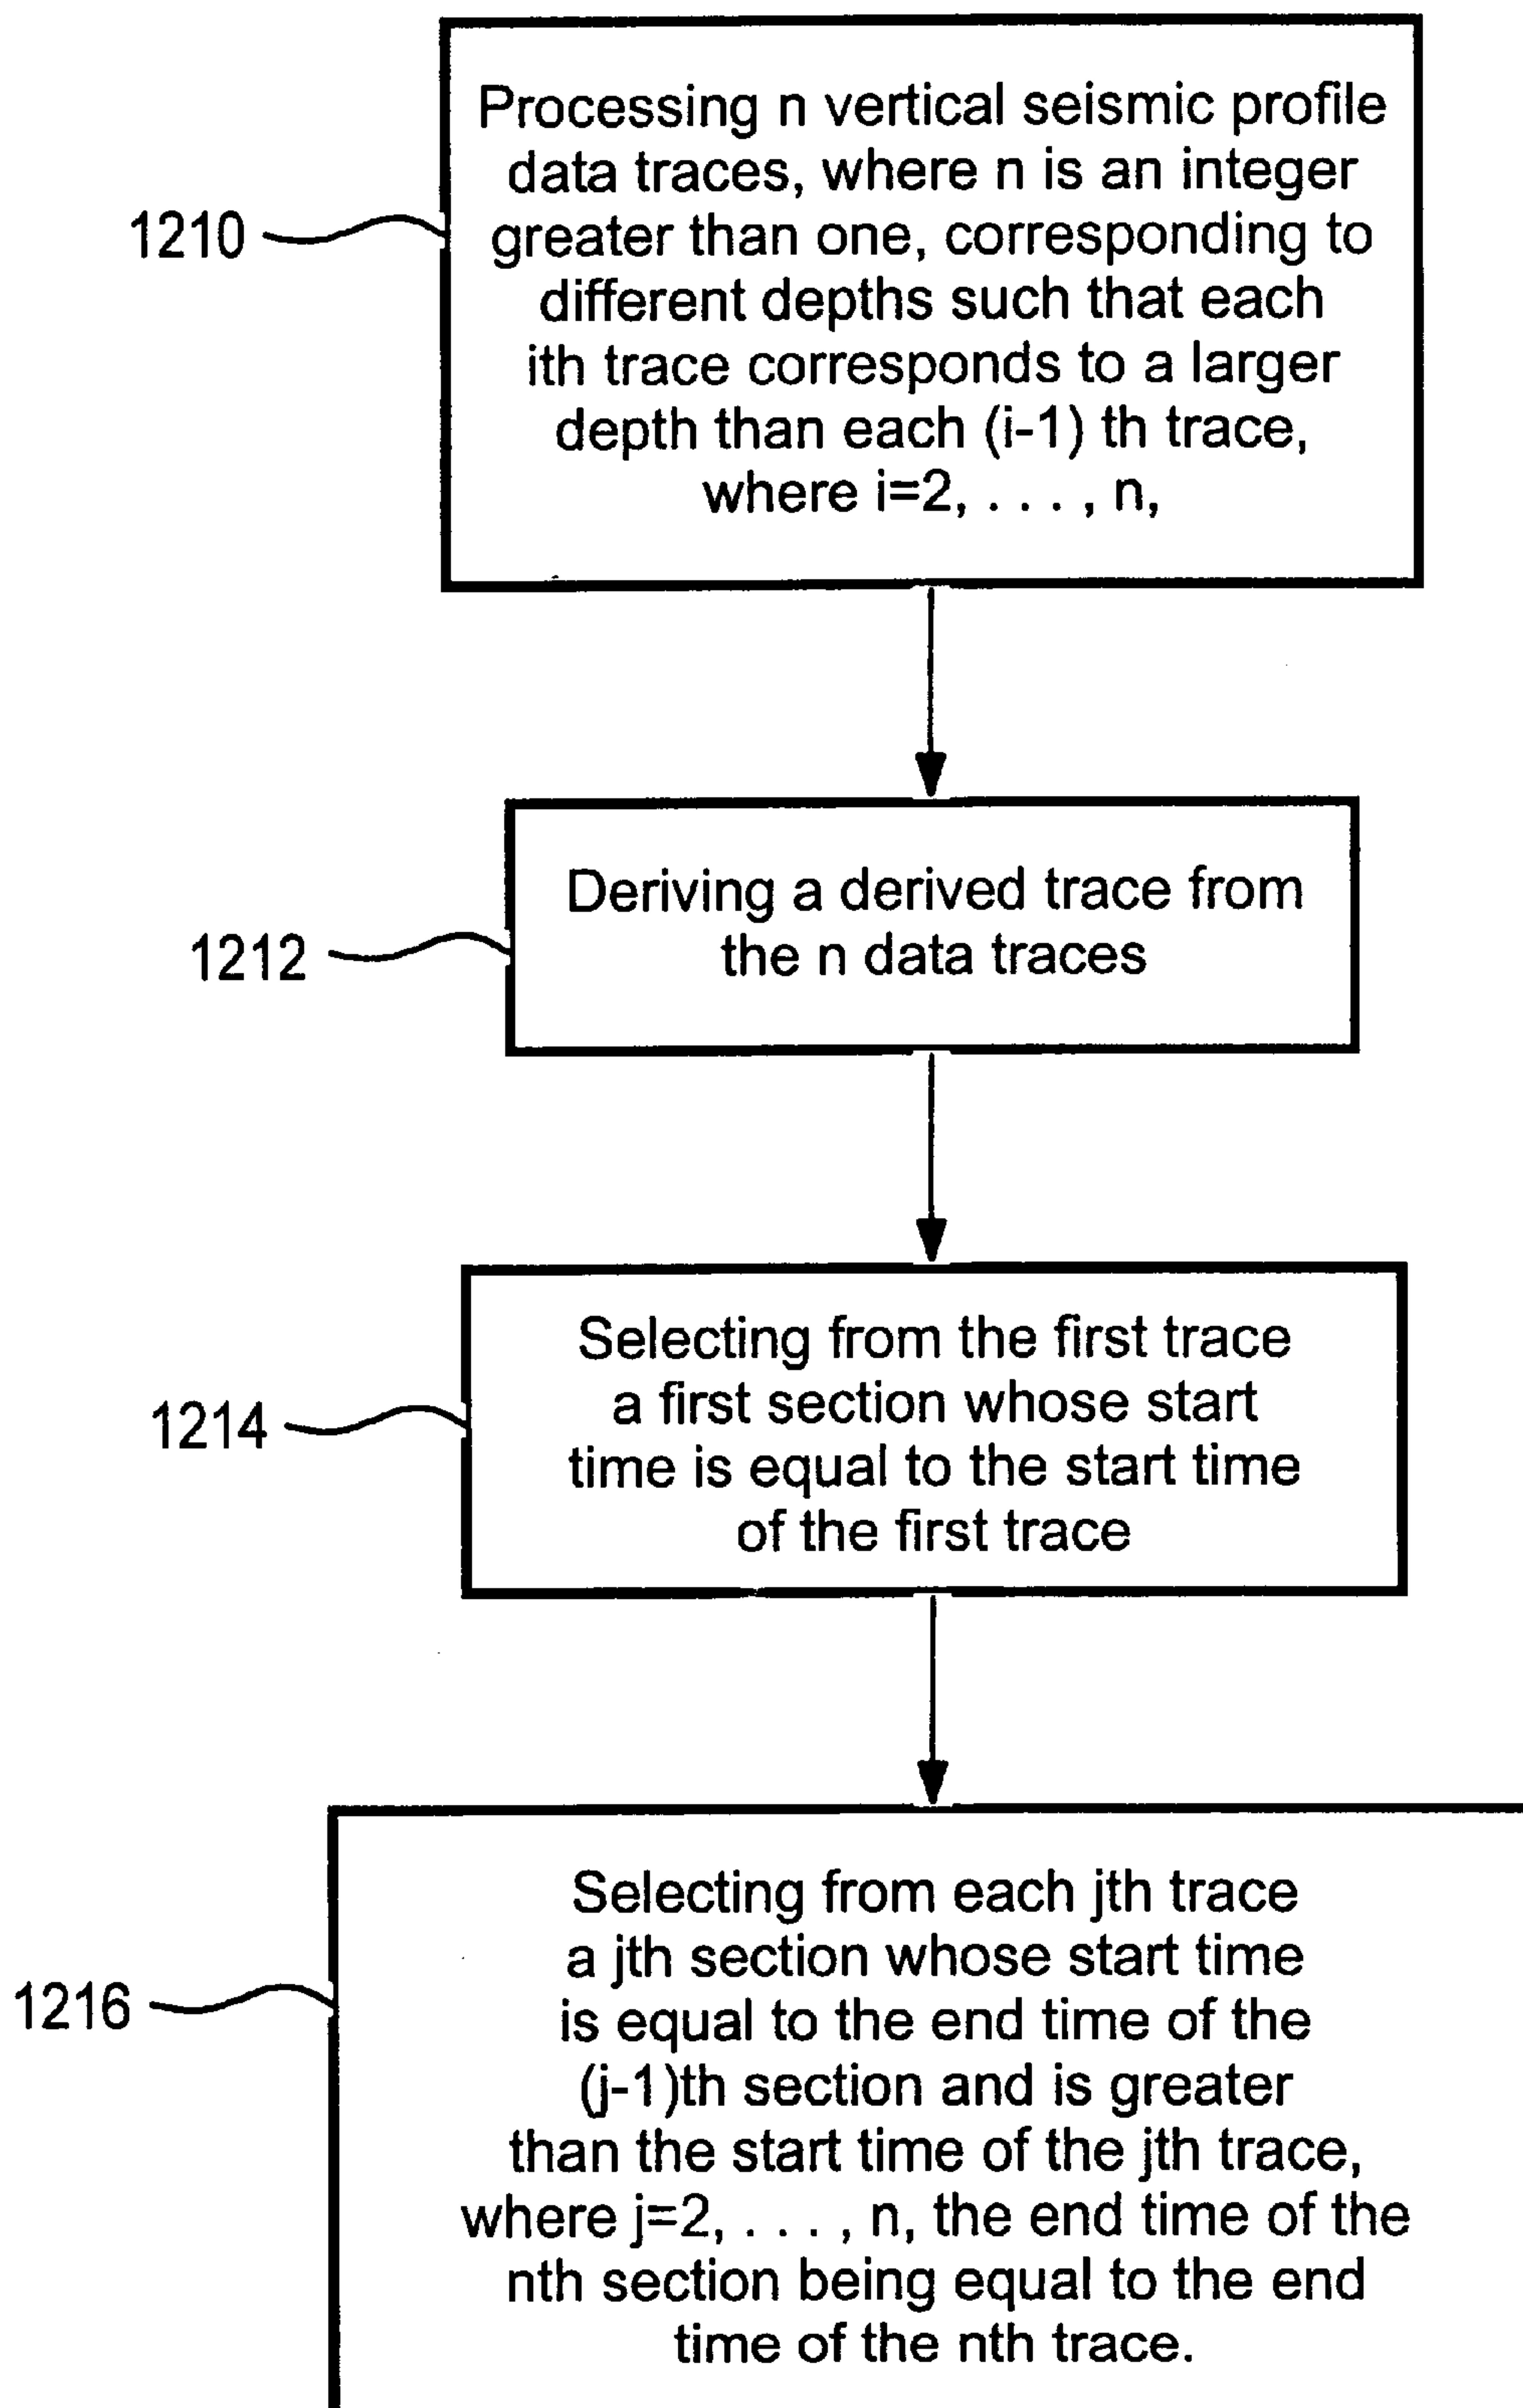 Processing n vertical seismic profile
data traces, where n is an integer
greater than one, corresponding to
different depths such that each
ith trace corresponds to a larger
depth than each (i-1) th trace,
where i=2, . . . , n,
1210
Deriving a derived trace from
the n data traces
1212
Selecting from the first trace
a first section whose start
time is equal to the start time
of the first trace
1214
Selecting from each jth trace
a jth section whose start time
is equal to the end time of the
(j-1)th section and is greater
than the start time of the jth trace,
where j=2, . . . , n, the end time of the
nth section being equal to the end
time of the nth trace.
1216